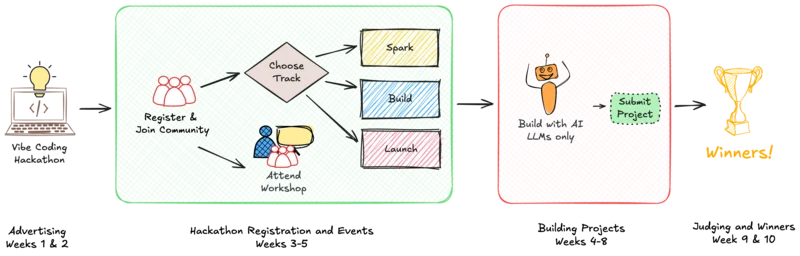 </>
Vibe Coding
Hackathon
Register &
Join Community
Choose
Track
Attend
Workshop
Spark
Build
Launch
Build with AI
LLMs only
Submit
Project
Winners!
Advertising
Weeks 1 & 2
Hackathon Registration and Events
Weeks 3-5
Building Projects
Weeks 4-8
Judging and Winners
Week 9 & 10